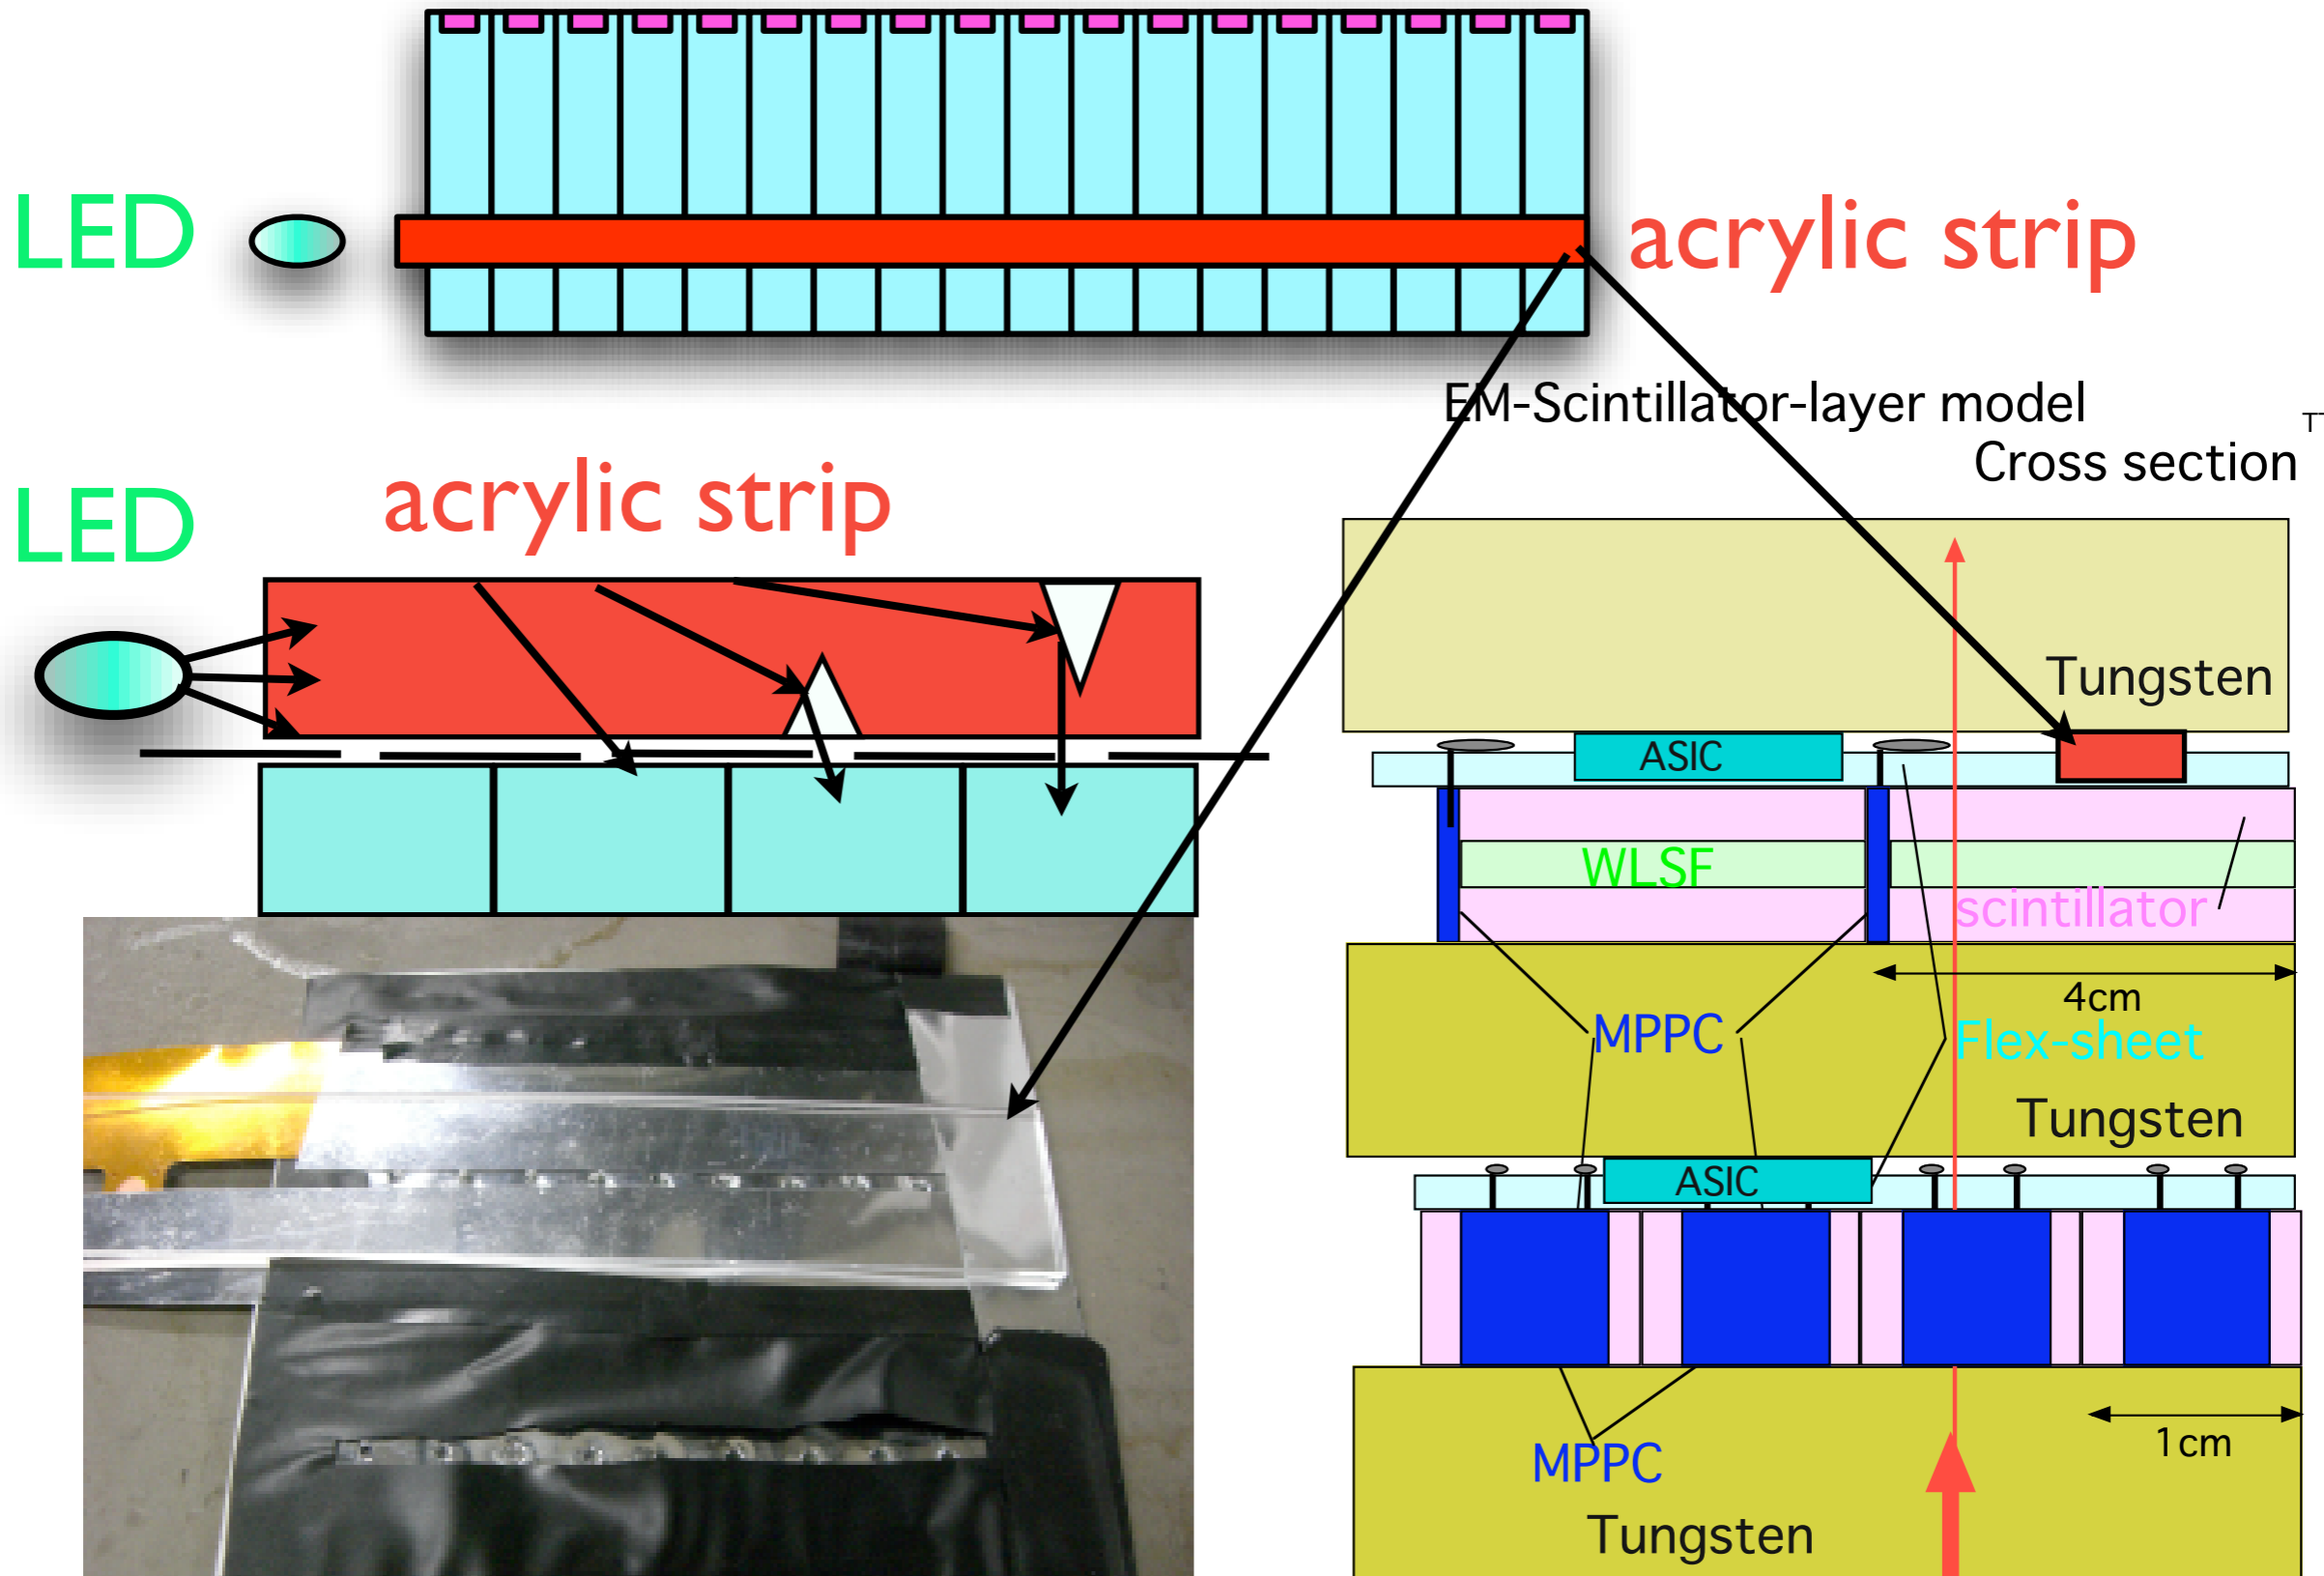 LED
acrylic strip
EM-Scintillator-layer model
Cross section
LED
acrylic strip
Tungsten
ASIC
WLSF
scintillator
4cm
MPPC
Flex-sheet
Tungsten
ASIC
1cm
MPPC
Tungsten